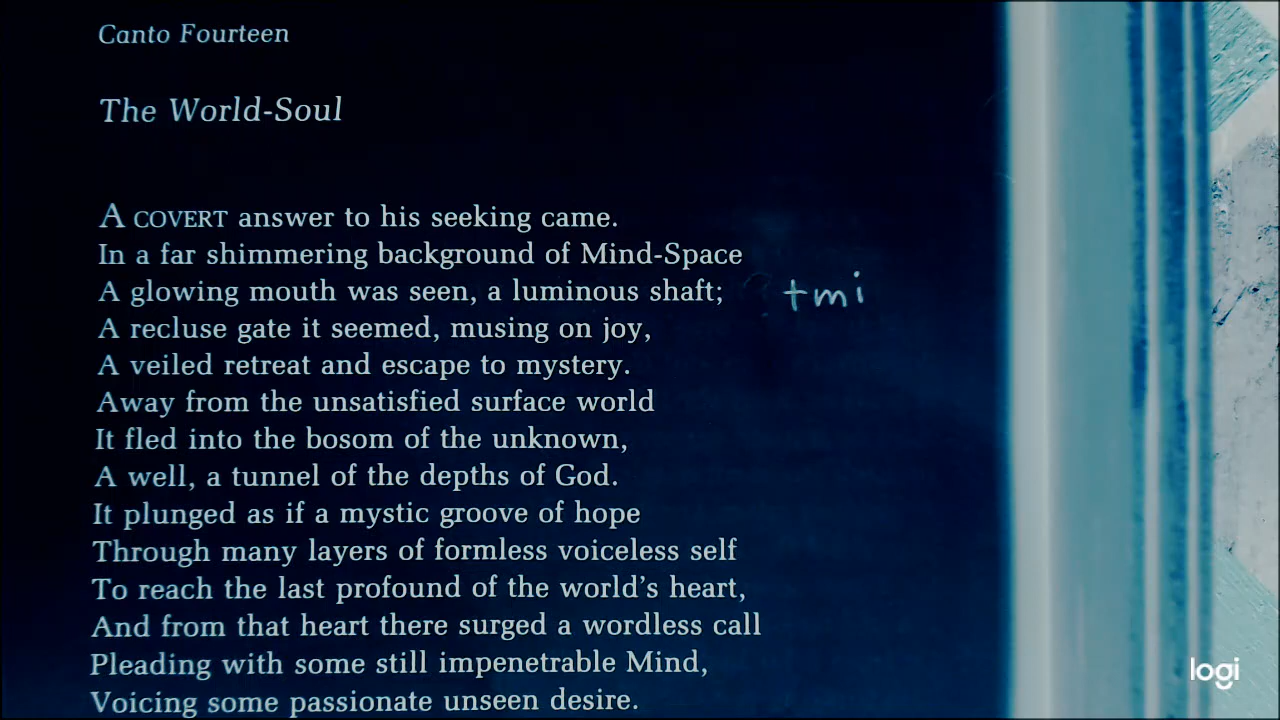 Canto Fourteen
The World-Soul
A COVERT answer to his seeking came.
In a far shimmering background of Mind-Space
A glowing mouth was seen, a luminous shaft;
tmi
A recluse gate it seemed, musing on joy,
A veiled retreat and escape to mystery.
Away from the unsatisfied surface world
It fled into the bosom of the unknown,
A well, a tunnel of the depths of God.
It plunged as if a mystic groove of hope
Through many layers of formless voiceless self
To reach the last profound of the world's heart,
And from that heart there surged a wordless call
Pleading with some still impenetrable Mind,
Voicing some passionate unseen desire.
logi